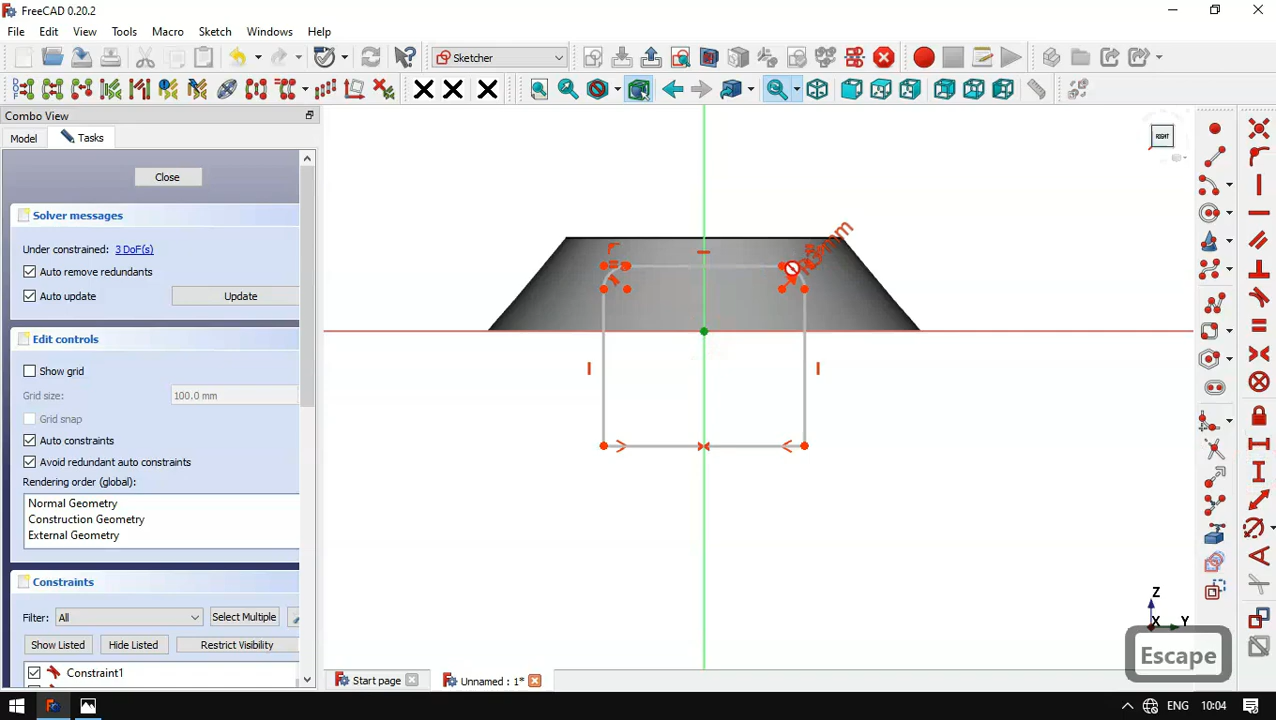 FreeCAD 0.20.2
File Edit View Tools Macro Sketch Windows Help
Sketcher
Combo View
Model Tasks
Close
Solver messages
Under constrained: 3 DoF(s)
Auto remove redundants
Auto update Update
Edit controls
Show grid
Grid size: 100.0 mm
Grid snap
Auto constraints
Avoid redundant auto constraints
Rendering order (global):
Normal Geometry
Construction Geometry
External Geometry
Constraints
Filter: All Select Multiple
Show Listed Hide Listed Restrict Visibility
Constraint1
RIGHT
Z
X Y
Escape
Start page Unnamed : 1*
ENG 10:04